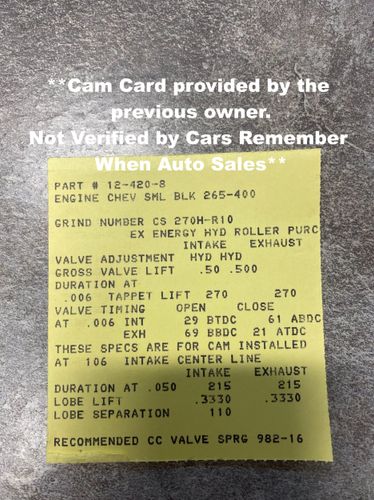 **Cam Card provided by the
previous owner.
Not Verified by Cars Remember
When Auto Sales**
PART # 12-420-8
ENGINE CHEV SML BLK 265-400
GRIND NUMBER CS 270H-R10
EX ENERGY HYD ROLLER PURC
INTAKE EXHAUST
VALVE ADJUSTMENT HYD HYD
GROSS VALVE LIFT .50 .500
DURATION AT
.006 TAPPET LIFT 270 270
VALVE TIMING OPEN CLOSE
AT .006 INT 29 BTDC 61 ABDC
EXH 69 BBDC 21 ATDC
THESE SPECS ARE FOR CAM INSTALLED
AT 106 INTAKE CENTER LINE
INTAKE EXHAUST
DURATION AT .050 215 215
LOBE LIFT .3330 .3330
LOBE SEPARATION 110
RECOMMENDED CC VALVE SPRG 982-16